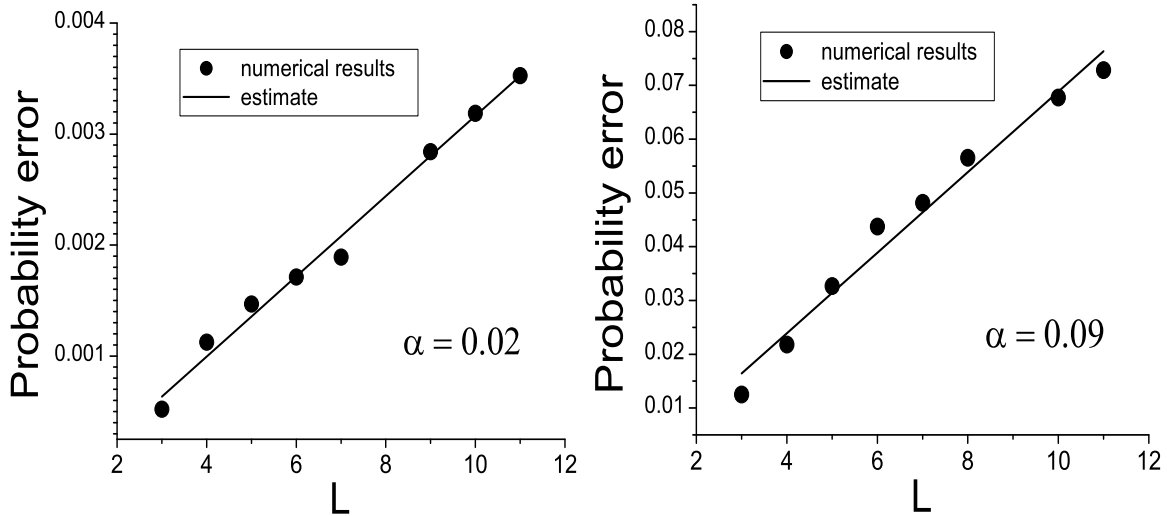 0.004
0.003
0.002
0.001
Probability error
numerical results
estimate
α = 0.02
2 4 6 8 10 12
L
0.08
0.07
0.06
0.05
0.04
0.03
0.02
0.01
Probability error
numerical results
estimate
α = 0.09
2 4 6 8 10 12
L